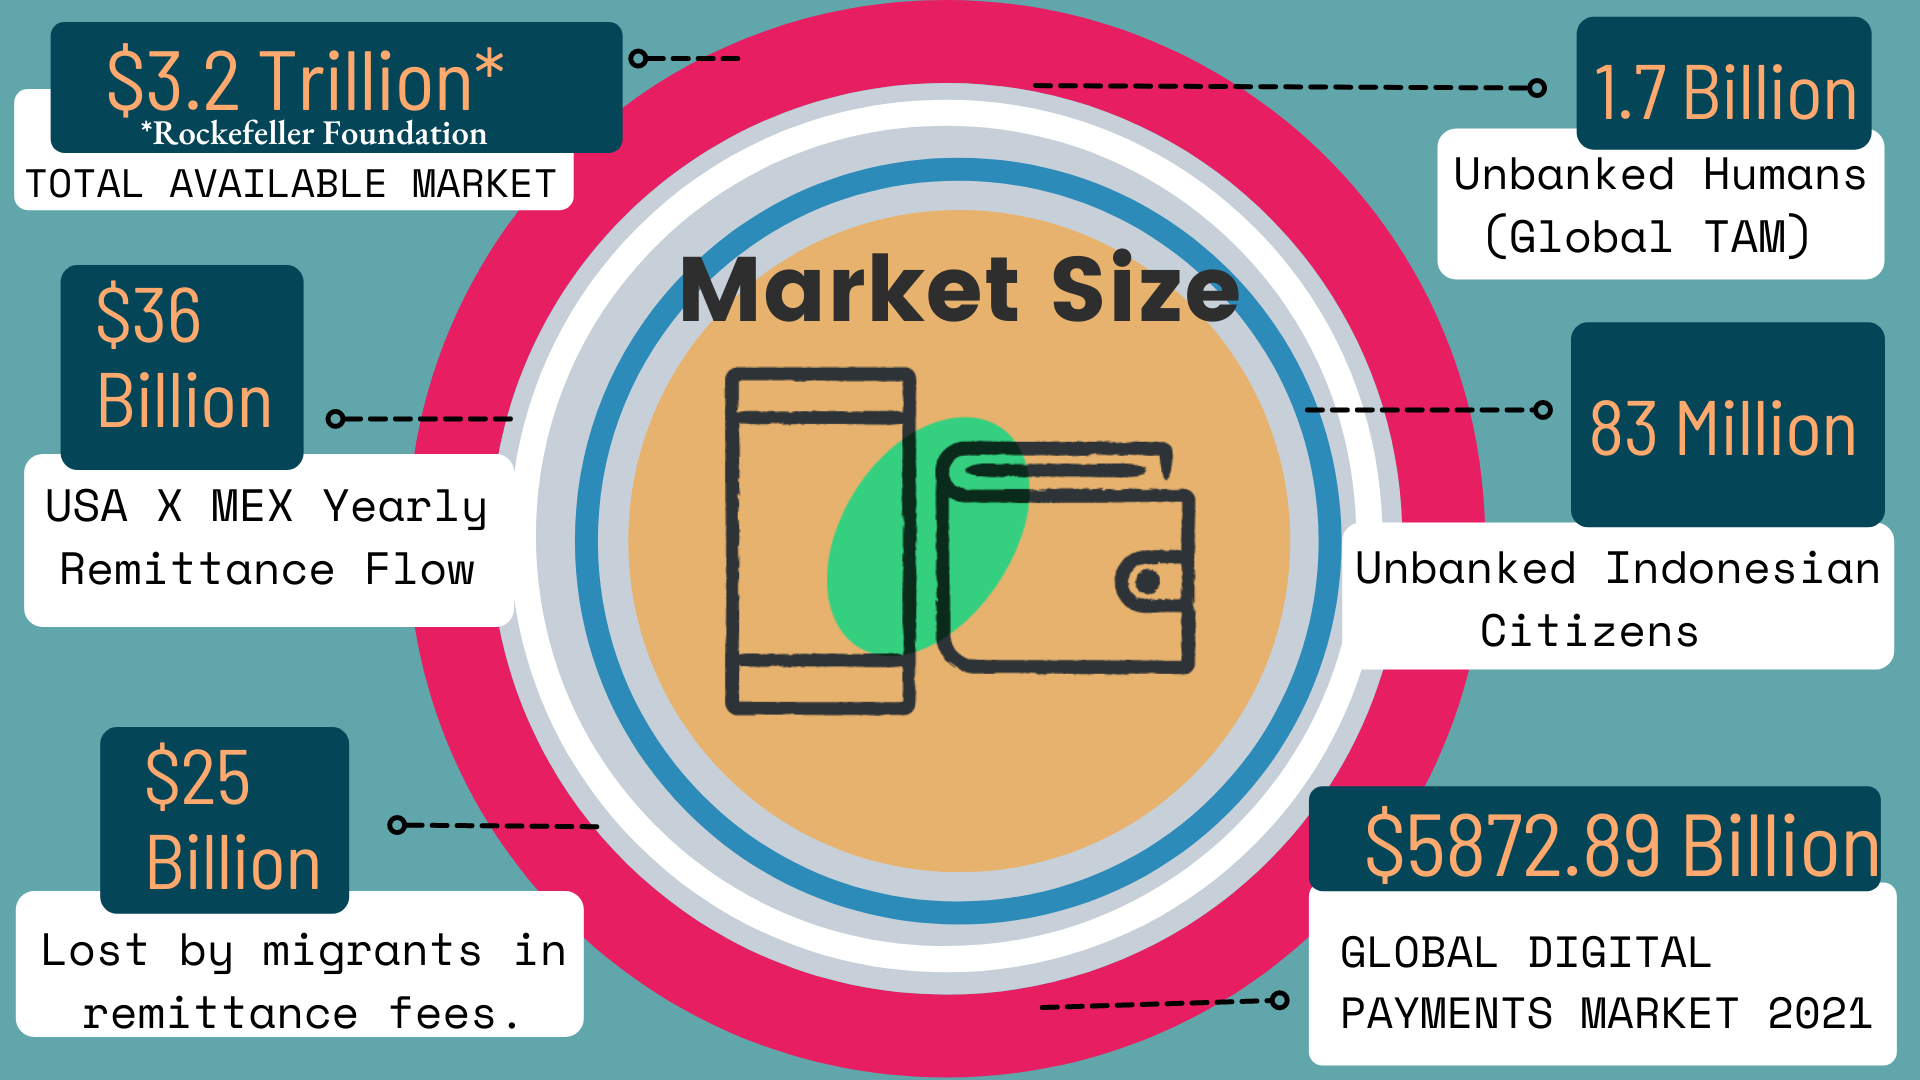 $3.2 Trillion*
*Rockefeller Foundation
TOTAL AVAILABLE MARKET
$36
Billion
USA X MEX Yearly
Remittance Flow
$25
Billion
Lost by migrants in
remittance fees.
Market Size
1.7 Billion
Unbanked Humans
(Global TAM)
83 Million
Unbanked Indonesian
Citizens
$5872.89 Billion
GLOBAL DIGITAL
PAYMENTS MARKET 2021